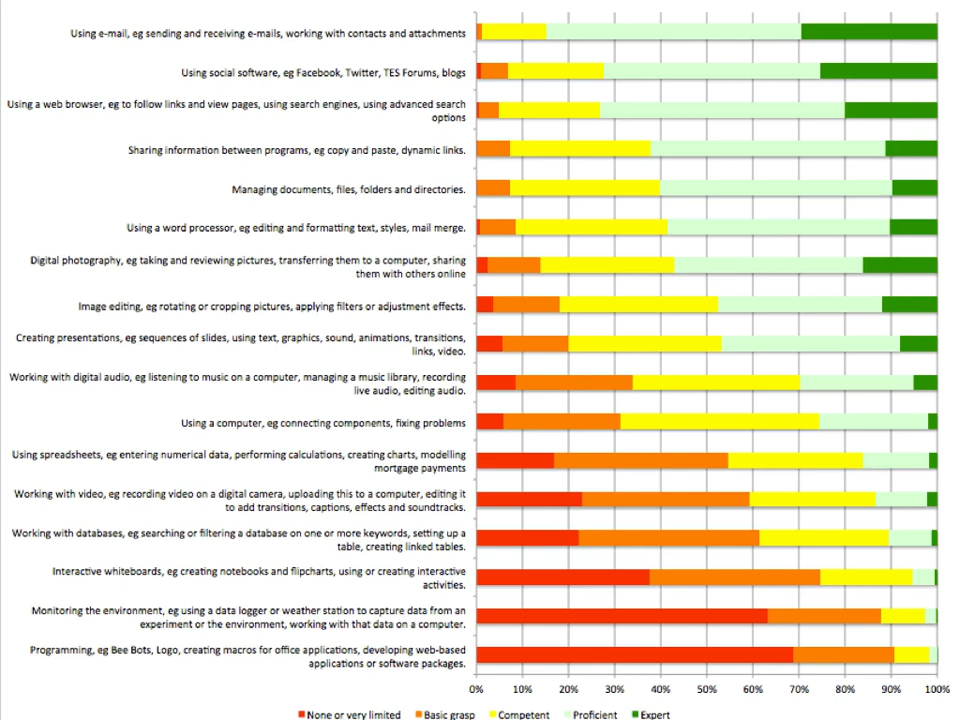 Using e-mail, eg sending and receiving e-mails, working with contacts and attachments
Using social software, eg Facebook, Twitter, TES Forums, blogs
Using a web browser, eg to follow links and view pages, using search engines, using advanced search
options
Sharing information between programs, eg copy and paste, dynamic links.
Managing documents, files, folders and directories.
Using a word processor, eg editing and formatting text, styles, mail merge.
Digital photography, eg taking and reviewing pictures, transferring them to a computer, sharing
them with others online
Image editing, eg rotating or cropping pictures, applying filters or adjustment effects.
Creating presentations, eg sequences of slides, using text, graphics, sound, animations, transitions,
links, video.
Working with digital audio, eg listening to music on a computer, managing a music library, recording
live audio, editing audio.
Using a computer, eg connecting components, fixing problems
Using spreadsheets, eg entering numerical data, performing calculations, creating charts, modelling
mortgage payments
Working with video, eg recording video on a digital camera, uploading this to a computer, editing it
to add transitions, captions, effects and soundtracks.
Working with databases, eg searching or filtering a database on one or more keywords, setting up a
table, creating linked tables.
Interactive whiteboards, eg creating notebooks and flipcharts, using or creating interactive
activities.
Monitoring the environment, eg using a data logger or weather station to capture data from an
experiment or the environment, working with that data on a computer.
Programming, eg Bee Bots, Logo, creating macros for office applications, developing web-based
applications or software packages.
0% 10% 20% 30% 40% 50% 60% 70% 80% 90% 100%
None or very limited Basic grasp Competent Proficient Expert